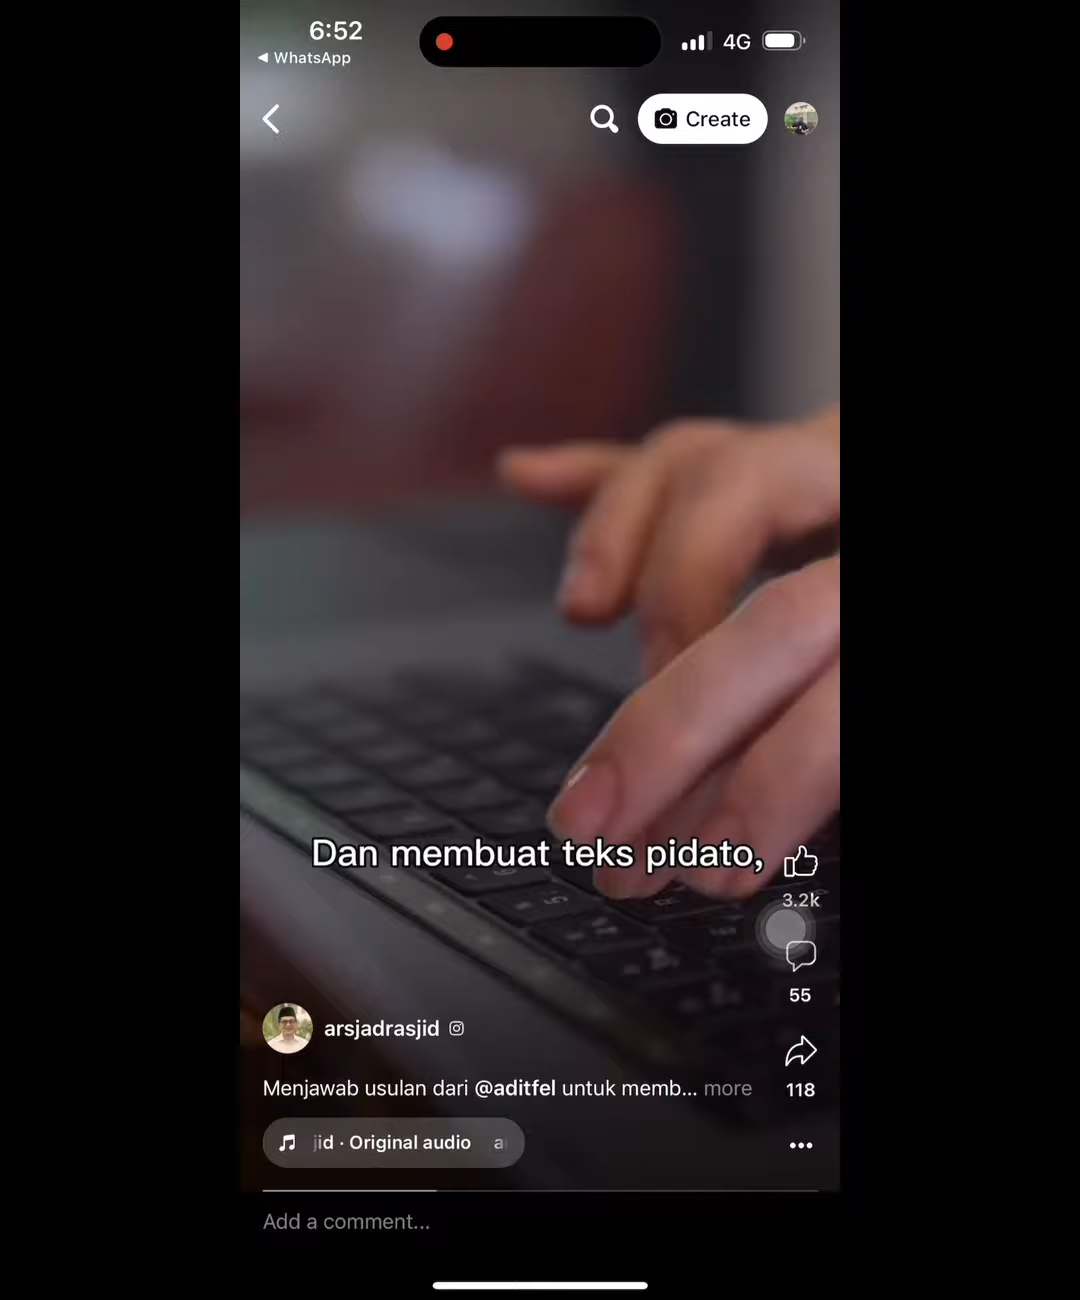 6:52
4G
WhatsApp
Create
Dan membuat teks pidato,
3.2k
55
arsjadrasjid
Menjawab usulan dari @aditfel untuk memb... more
118
jid · Original audio a
Add a comment...